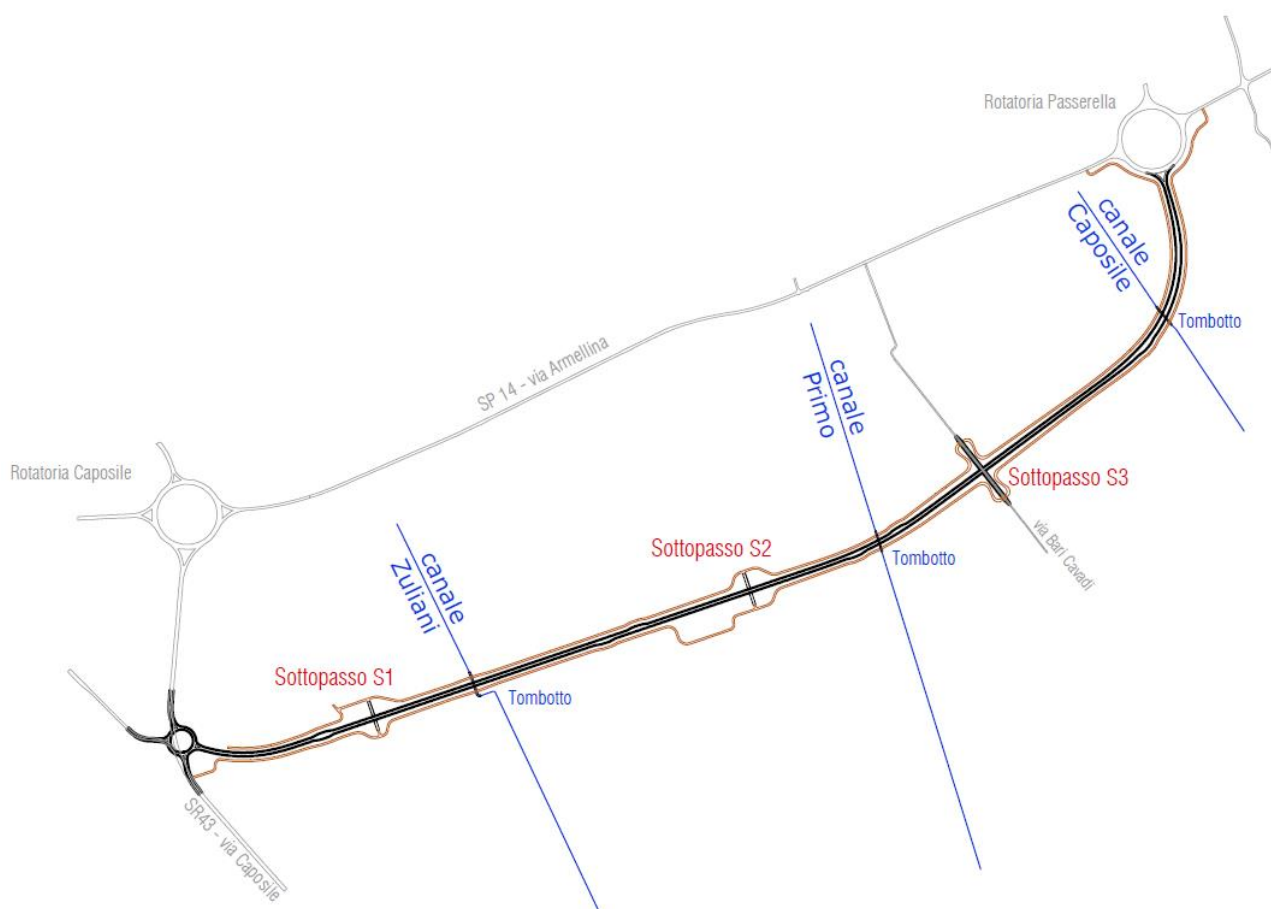 Rotatoria Passerella
canale
Caposile
Tombotto
SP 14 - via Armellina
canale
Primo
Rotatoria Caposile
Sottopasso S3
canale
Zuliani
Sottopasso S2
Tombotto
via Bari Cavadi
Sottopasso S1
Tombotto
SR43 - via Caposile